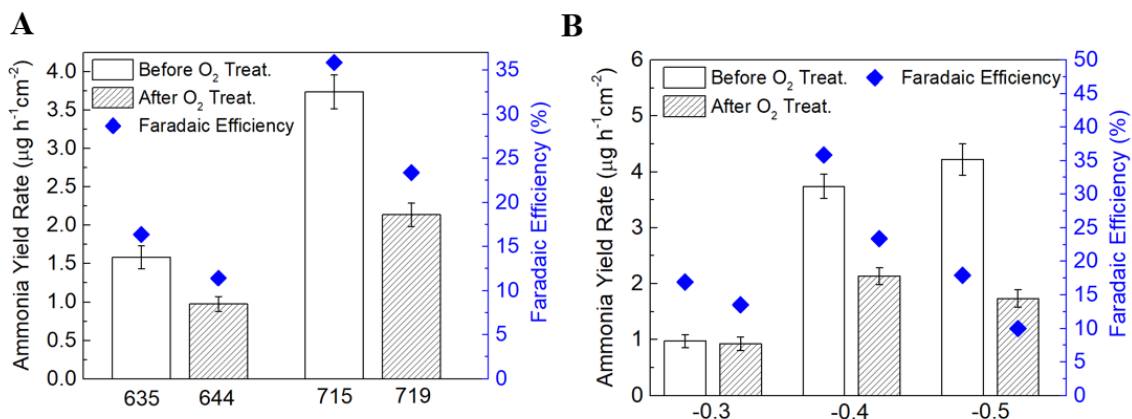 A
Ammonia Yield Rate (μg h⁻¹cm⁻²)
4.0
3.5
3.0
2.5
2.0
1.5
1.0
0.5
0.0
Before O₂ Treat.
After O₂ Treat.
Faradaic Efficiency
635 644 715 719
35
30
25
20
15
10
5
0
Faradaic Efficiency (%)
B
Ammonia Yield Rate (μg h⁻¹cm⁻²)
6
5
4
3
2
1
0
Before O₂ Treat. Faradaic Efficiency
After O₂ Treat.
-0.3 -0.4 -0.5
50
45
40
35
30
25
20
15
10
5
0
Faradaic Efficiency (%)